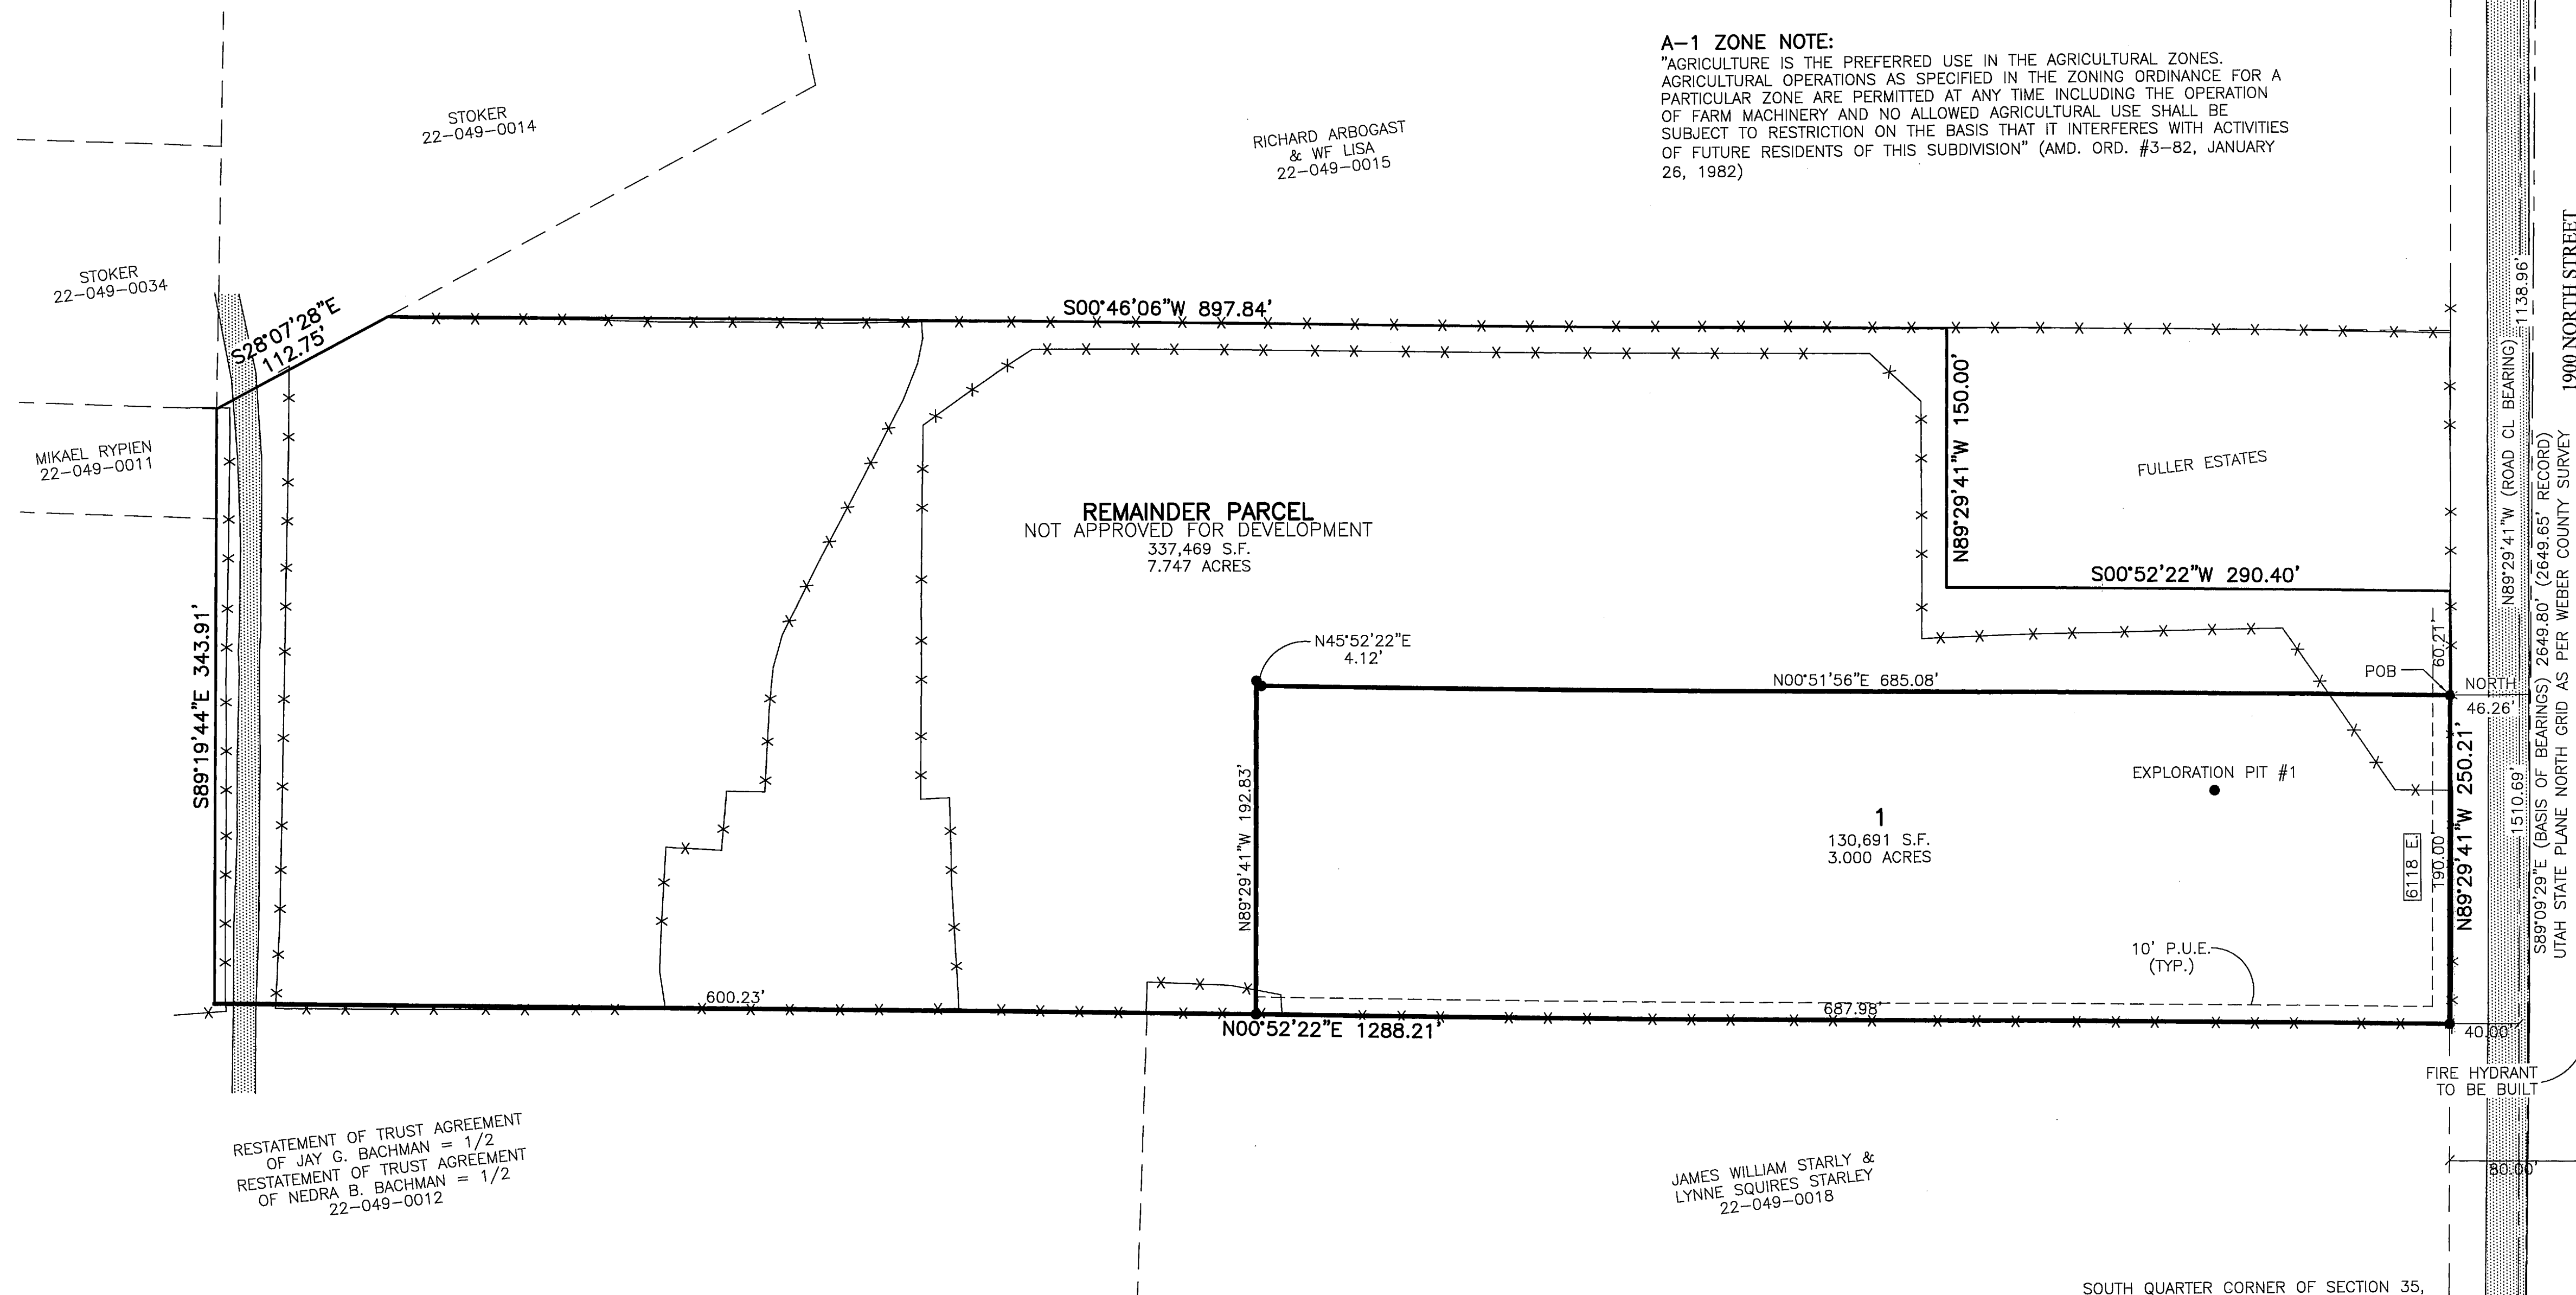 A-1 ZONE NOTE:
"AGRICULTURE IS THE PREFERRED USE IN THE AGRICULTURAL ZONES.
AGRICULTURAL OPERATIONS AS SPECIFIED IN THE ZONING ORDINANCE FOR A
PARTICULAR ZONE ARE PERMITTED AT ANY TIME INCLUDING THE OPERATION
OF FARM MACHINERY AND NO ALLOWED AGRICULTURAL USE SHALL BE
SUBJECT TO RESTRICTION ON THE BASIS THAT IT INTERFERES WITH ACTIVITIES
OF FUTURE RESIDENTS OF THIS SUBDIVISION" (AMD. ORD. #3-82, JANUARY
26, 1982)
STOKER
22-049-0014
RICHARD ARBOGAST
& WF LISA
22-049-0015
STOKER
22-049-0034
S28°07'28"E
112.75'
S00°46'06"W 897.84'
MIKAEL RYPIEN
22-049-0011
N89°29'41"W 150.00'
FULLER ESTATES
REMAINDER PARCEL
NOT APPROVED FOR DEVELOPMENT
337,469 S.F.
7.747 ACRES
S00°52'22"W 290.40'
S89°19'44"E 343.91'
N45°52'22"E
4.12'
N00°51'56"E 685.08'
POB
60.21'
NORTH
46.26'
N89°29'41"W 192.83'
EXPLORATION PIT #1
1
130,691 S.F.
3.000 ACRES
6118 E.
190.00'
N89°29'41"W 250.21'
10' P.U.E.
(TYP.)
600.23'
687.98'
N00°52'22"E 1288.21'
40.00'
FIRE HYDRANT
TO BE BUILT
80.00'
1138.96'
N89°29'41"W (ROAD CL BEARING)
1510.69'
S89°09'29"E (BASIS OF BEARINGS) 2649.80' (2649.65' RECORD)
UTAH STATE PLANE NORTH GRID AS PER WEBER COUNTY SURVEY
1900 NORTH STREET
RESTATEMENT OF TRUST AGREEMENT
OF JAY G. BACHMAN = 1/2
RESTATEMENT OF TRUST AGREEMENT
OF NEDRA B. BACHMAN = 1/2
22-049-0012
JAMES WILLIAM STARLY &
LYNNE SQUIRES STARLEY
22-049-0018
SOUTH QUARTER CORNER OF SECTION 35,